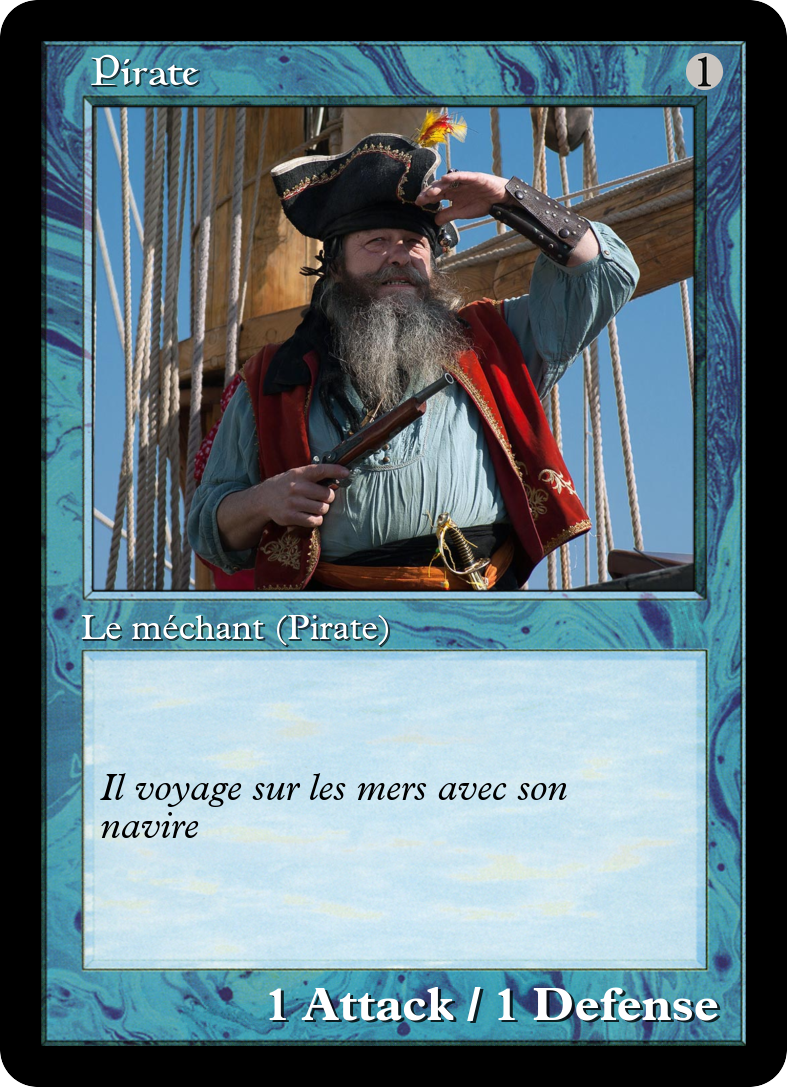 Pirate
1
Le méchant (Pirate)
Il voyage sur les mers avec son
navire
1 Attack / 1 Defense